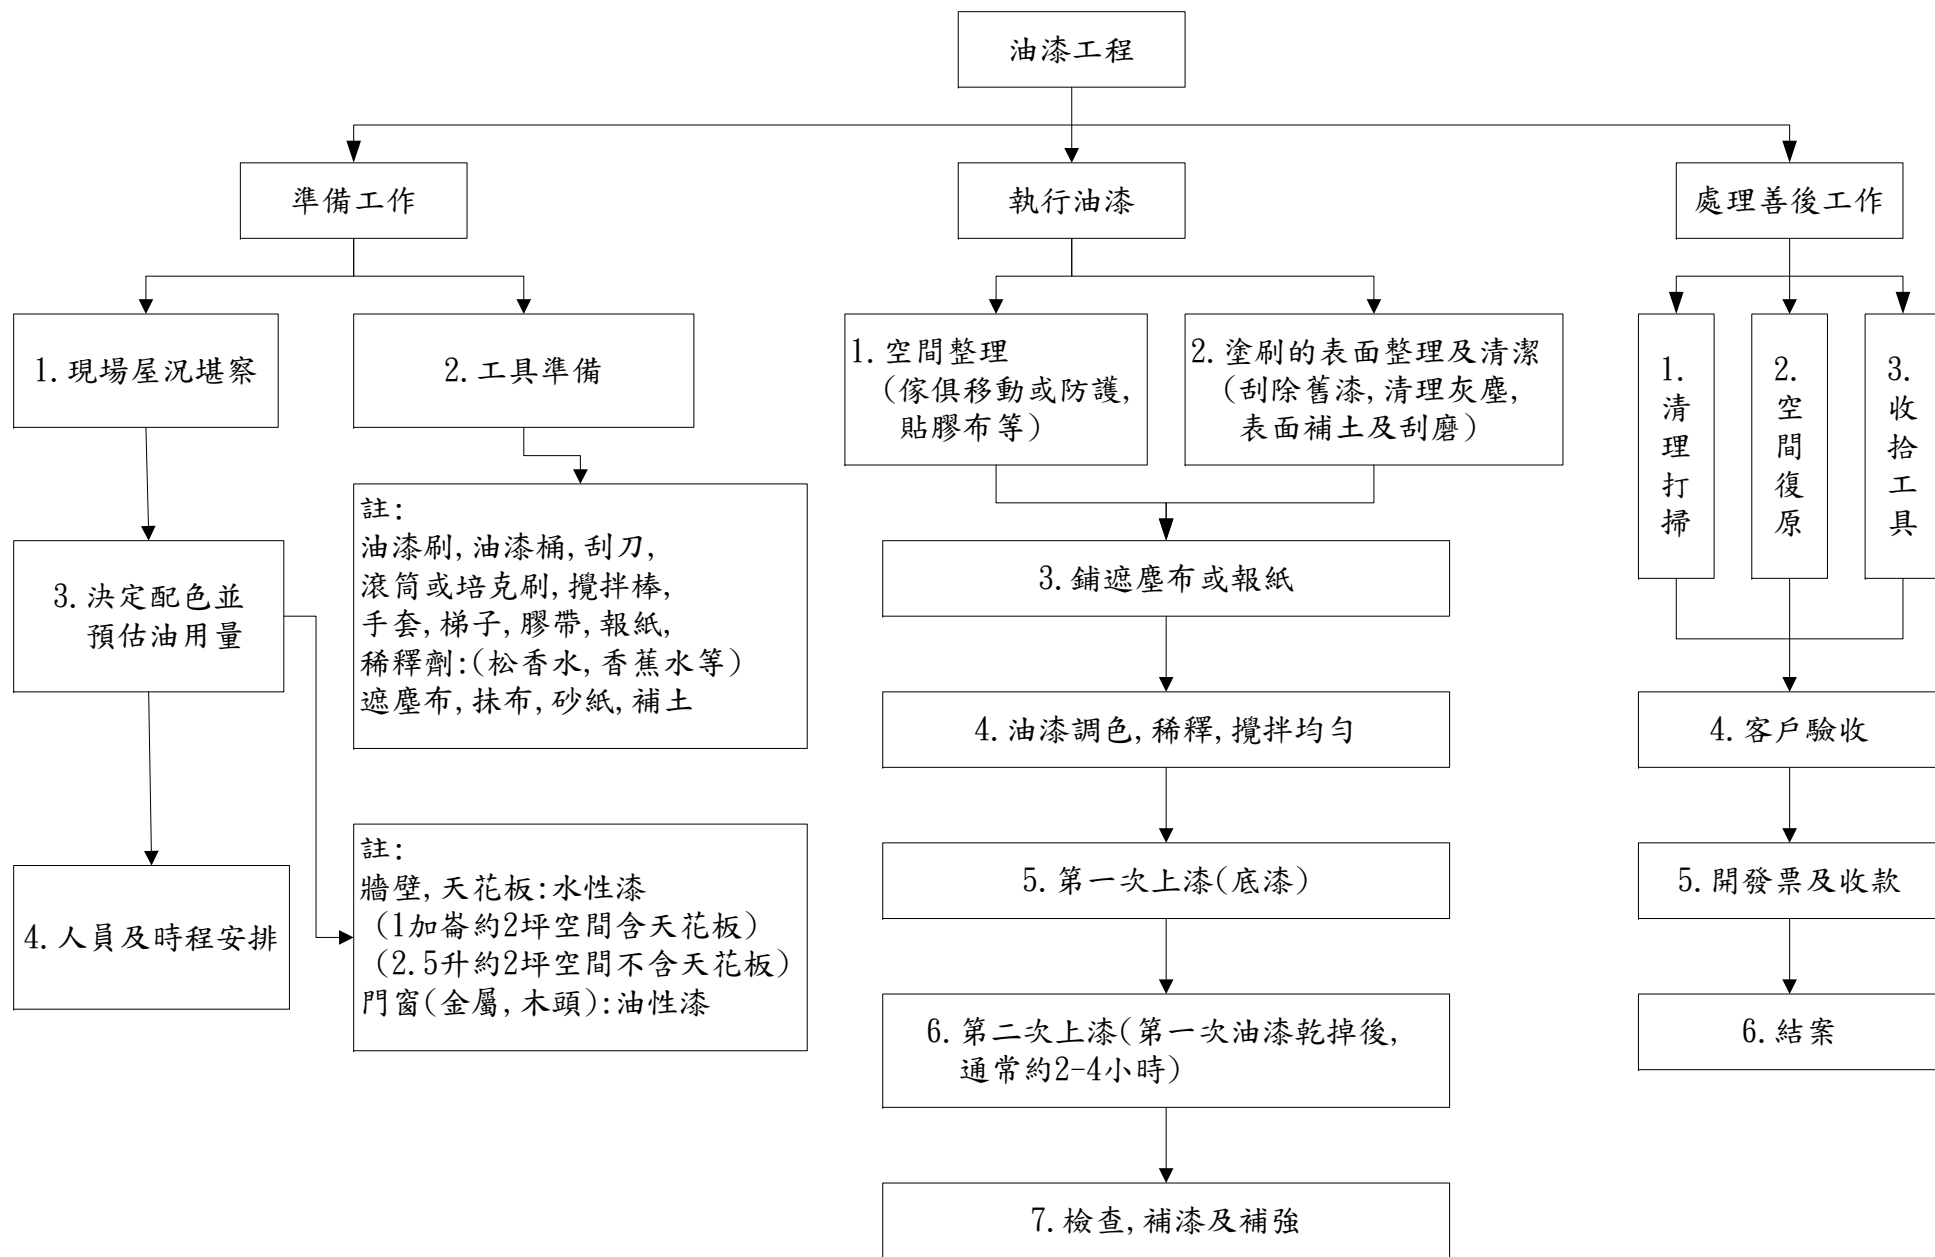 油漆工程
準備工作
執行油漆
處理善後工作
1.現場屋況堪察
2.工具準備
3.決定配色並
預估油用量
4.人員及時程安排
註:
油漆刷,油漆桶,刮刀,
滾筒或培克刷,攪拌棒,
手套,梯子,膠帶,報紙,
稀釋劑:(松香水,香蕉水等)
遮塵布,抹布,砂紙,補土
註:
牆壁,天花板:水性漆
(1加崙約2坪空間含天花板)
(2.5升約2坪空間不含天花板)
門窗(金屬,木頭):油性漆
1.空間整理
(傢俱移動或防護,
貼膠布等)
2.塗刷的表面整理及清潔
(刮除舊漆,清理灰塵,
表面補土及刮磨)
3.鋪遮塵布或報紙
4.油漆調色,稀釋,攪拌均勻
5.第一次上漆(底漆)
6.第二次上漆(第一次油漆乾掉後,
通常約2-4小時)
7.檢查,補漆及補強
1.清理打掃
2.空間復原
3.收拾工具
4.客戶驗收
5.開發票及收款
6.結案